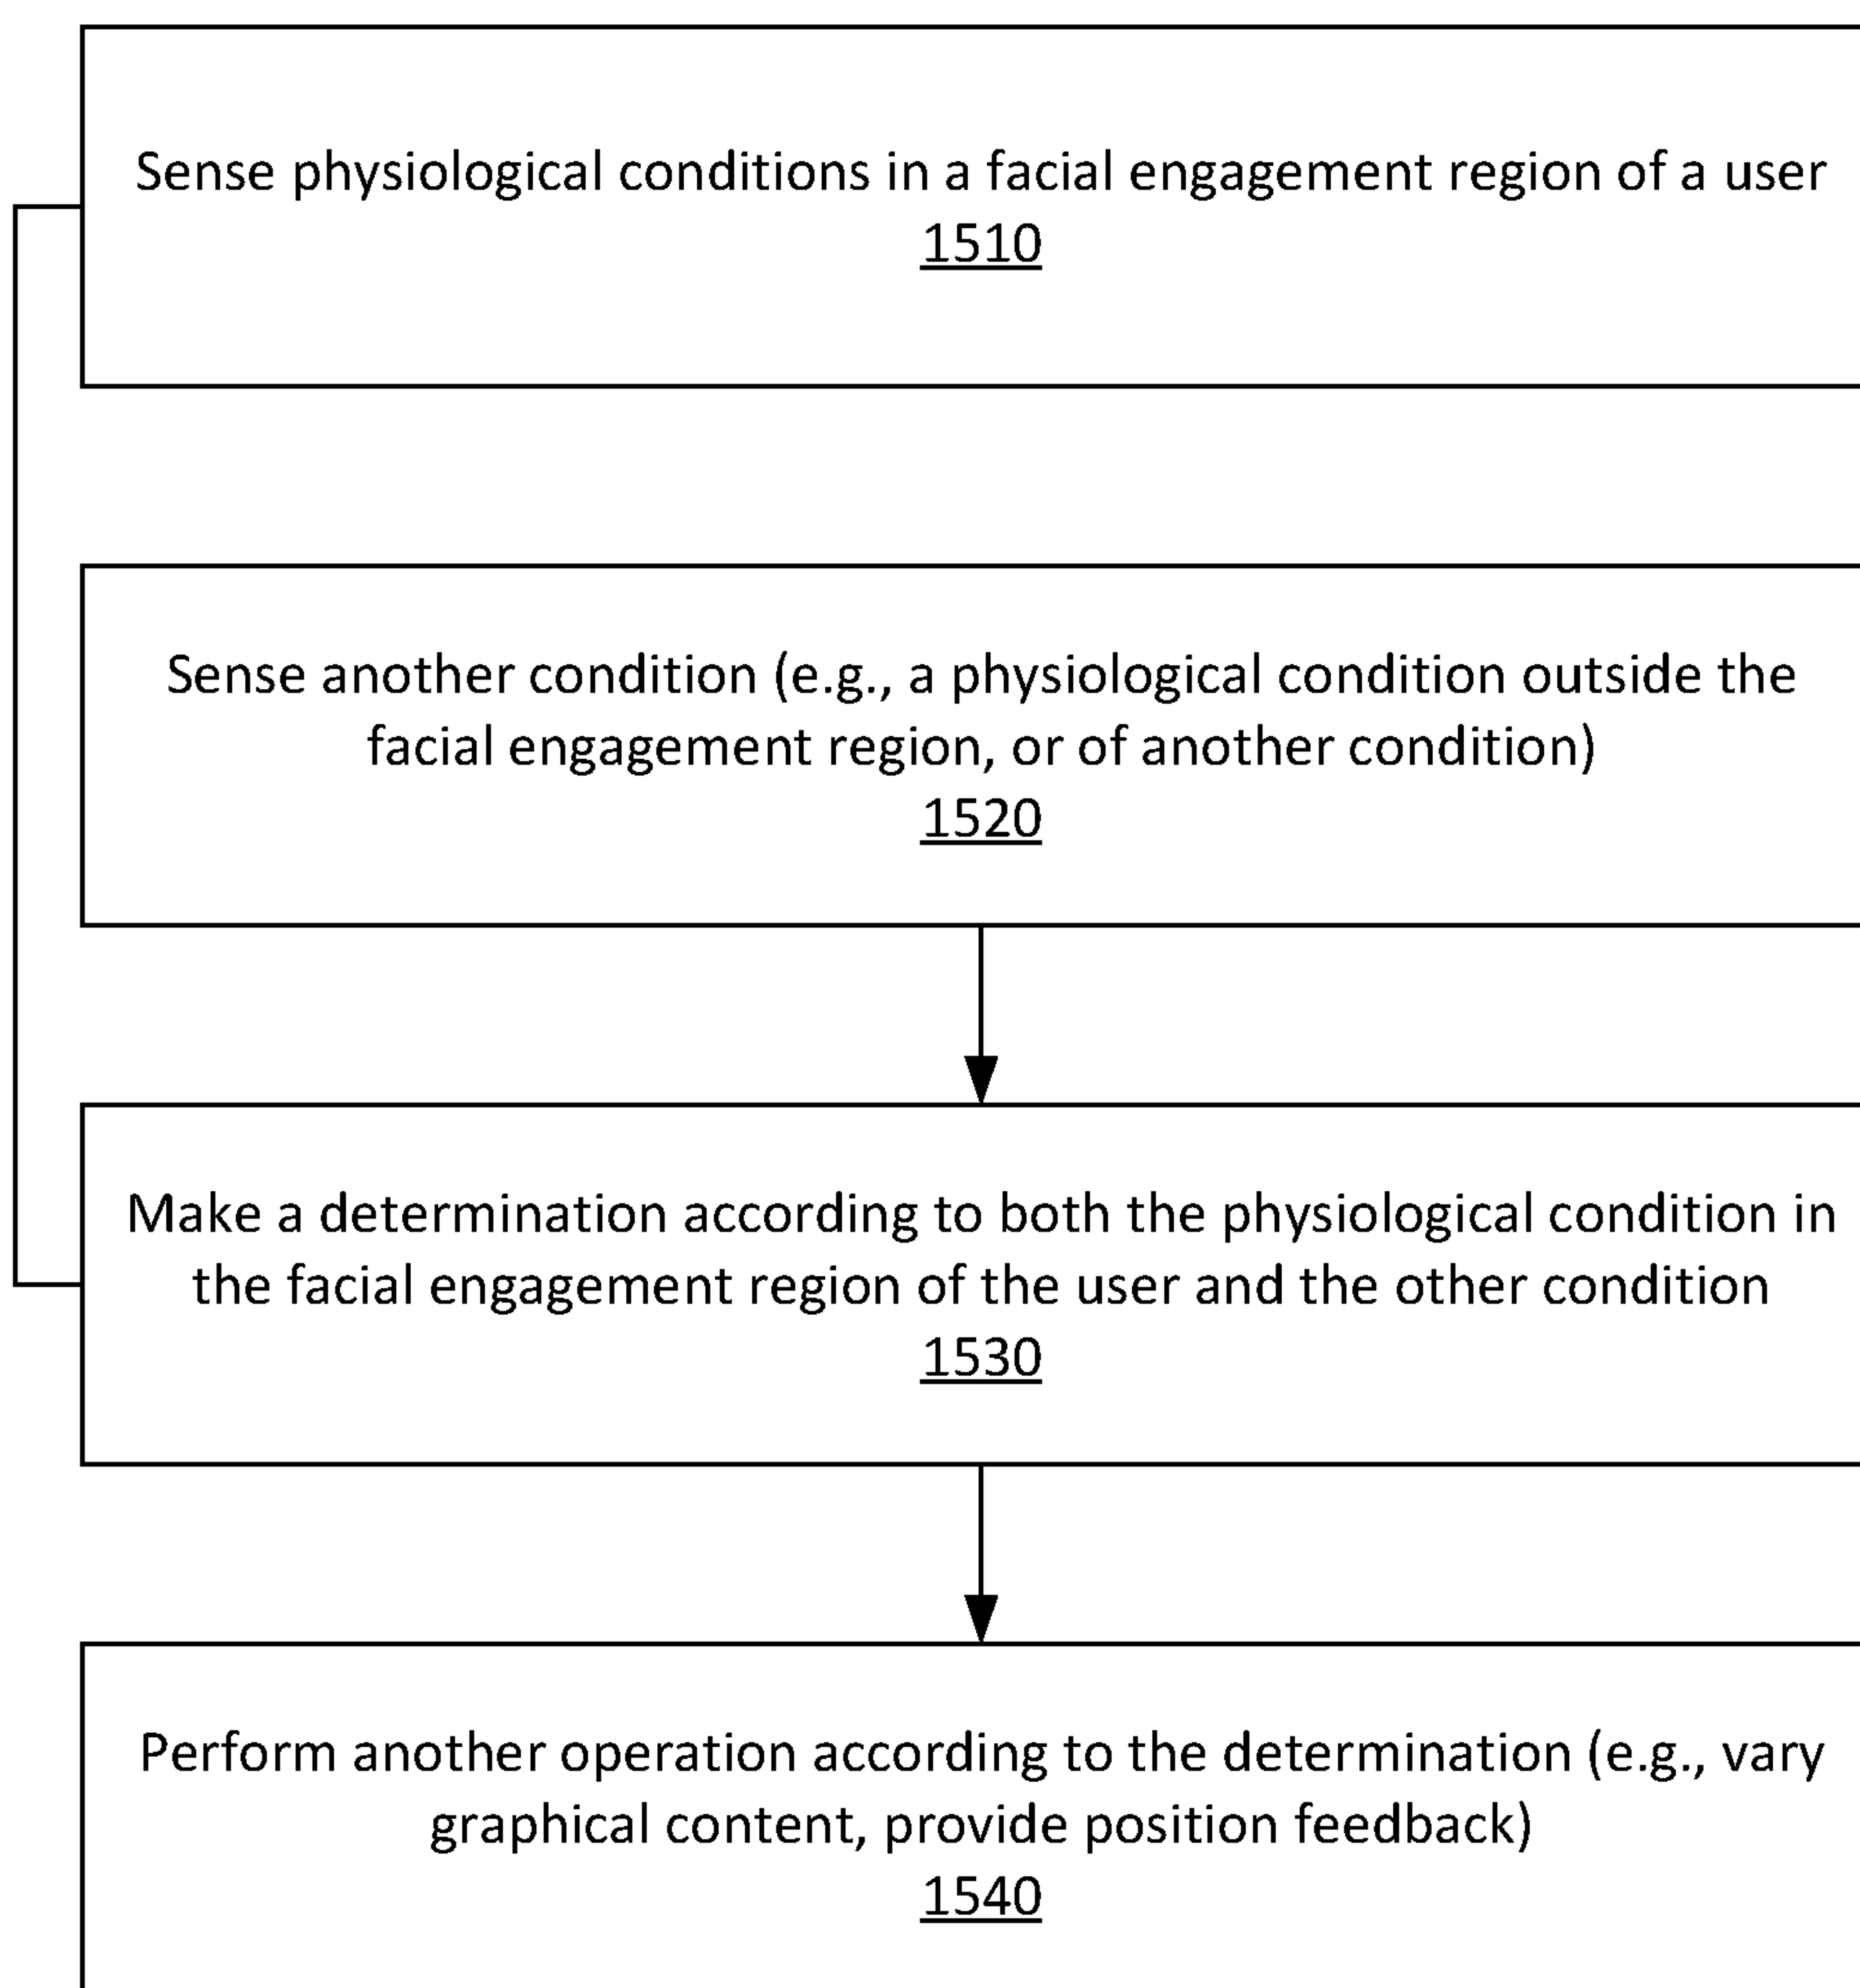 Sense physiological conditions in a facial engagement region of a user
1510
Sense another condition (e.g., a physiological condition outside the
facial engagement region, or of another condition)
1520
Make a determination according to both the physiological condition in
the facial engagement region of the user and the other condition
1530
Perform another operation according to the determination (e.g., vary
graphical content, provide position feedback)
1540